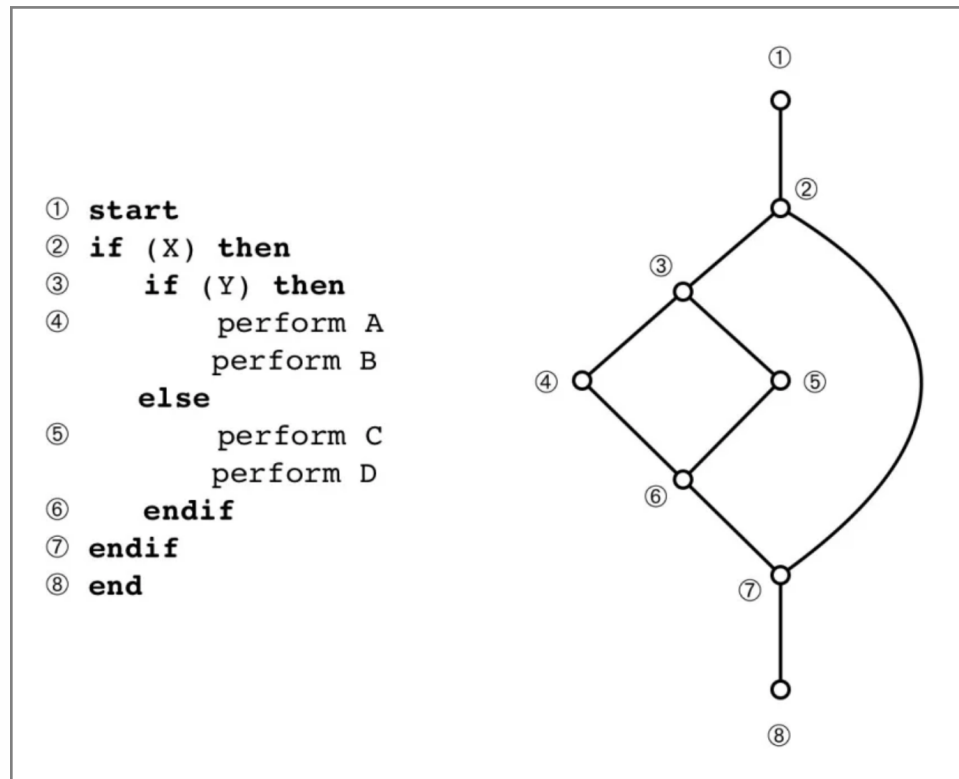 ① start
② if (X) then
③ if (Y) then
④ perform A
perform B
else
⑤ perform C
perform D
⑥ endif
⑦ endif
⑧ end
①
②
③
④
⑤
⑥
⑦
⑧